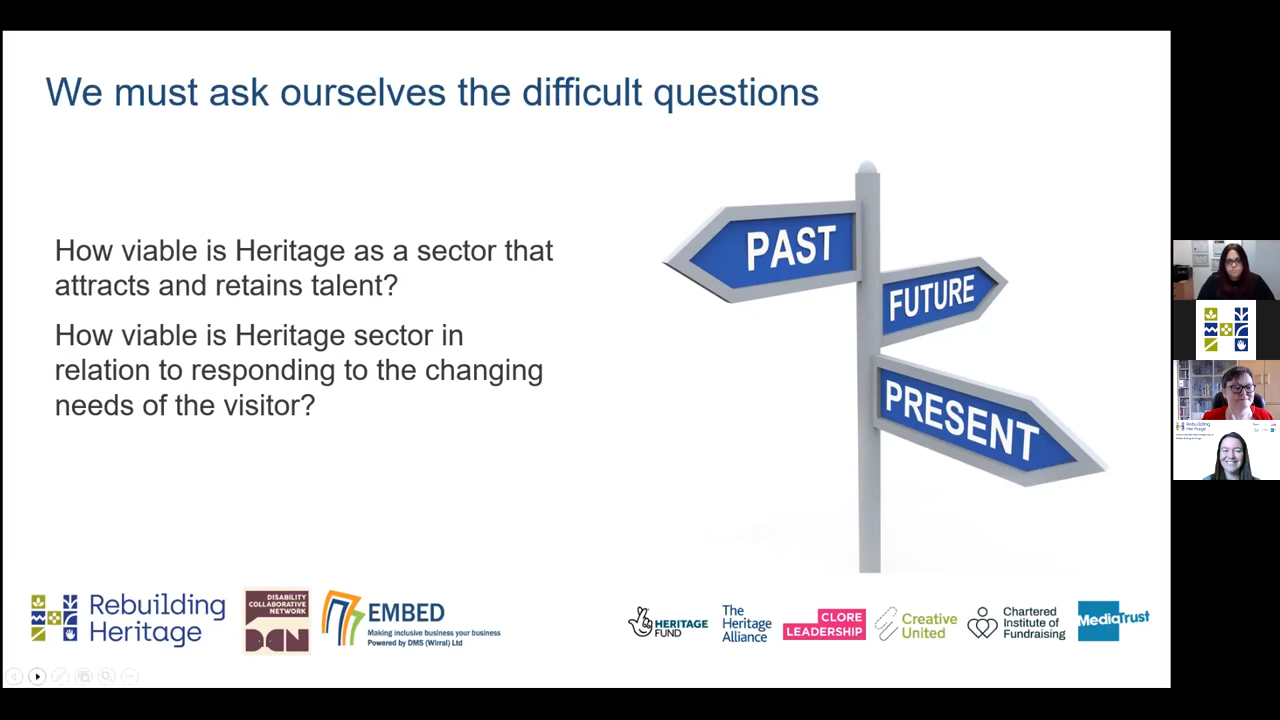 We must ask ourselves the difficult questions
How viable is Heritage as a sector that
attracts and retains talent?
How viable is Heritage sector in
relation to responding to the changing
needs of the visitor?
PAST
FUTURE
PRESENT
Rebuilding
Heritage
DISABILITY
COLLABORATIVE
NETWORK
DCN
EMBED
Making inclusive business your business
Powered by DMS (Wirral) Ltd
HERITAGE
FUND
The
Heritage
Alliance
CLORE
LEADERSHIP
Creative
United
Chartered
Institute of
Fundraising
MediaTrust
Rebuilding
Heritage